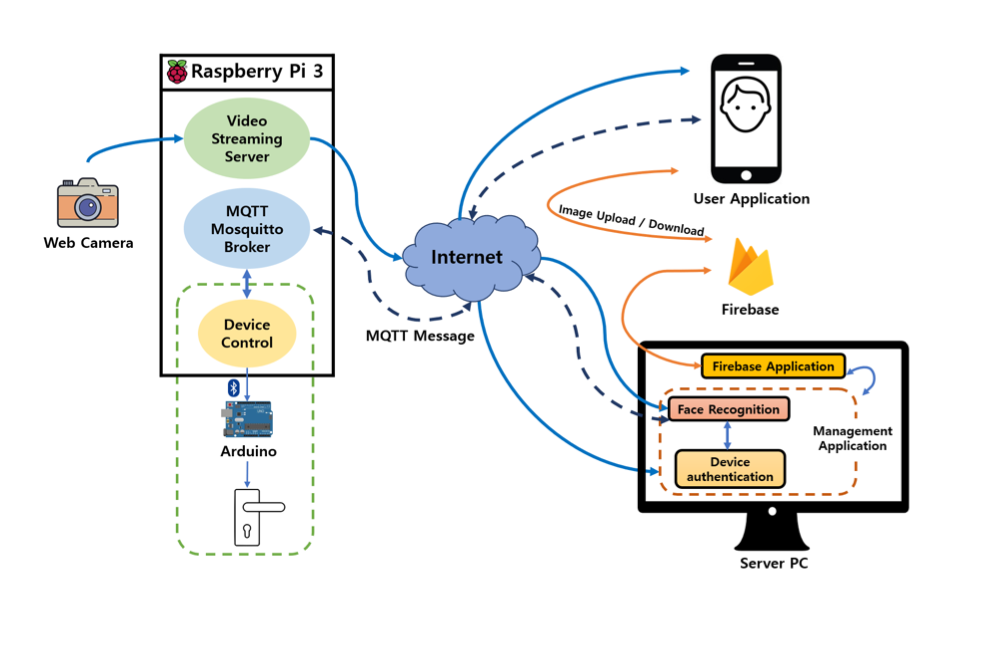 Raspberry Pi 3
Video
Streaming
Server
MQTT
Mosquitto
Broker
Device
Control
Arduino
Web Camera
Internet
MQTT Message
User Application
Image Upload / Download
Firebase
Firebase Application
Face Recognition
Management
Application
Device
authentication
Server PC